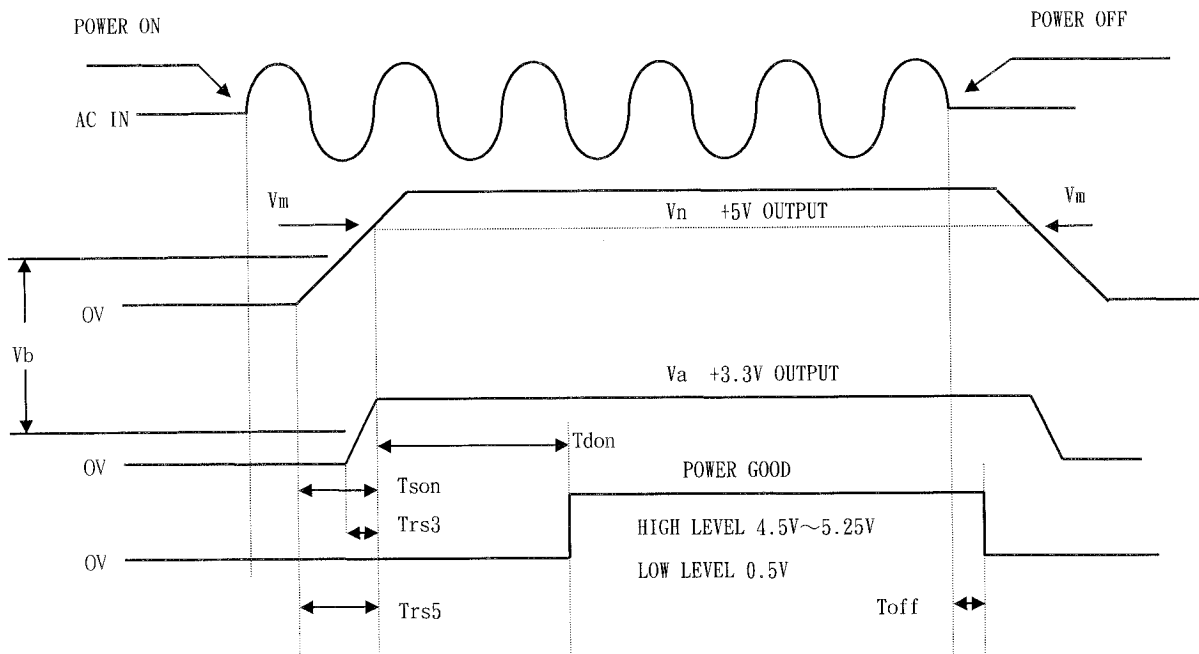 POWER ON
POWER OFF
AC IN
Vm
Vn +5V OUTPUT
Vm
0V
Vb
Va +3.3V OUTPUT
Tdon
0V
POWER GOOD
Tson
Trs3
HIGH LEVEL 4.5V～5.25V
0V
LOW LEVEL 0.5V
Trs5
Toff